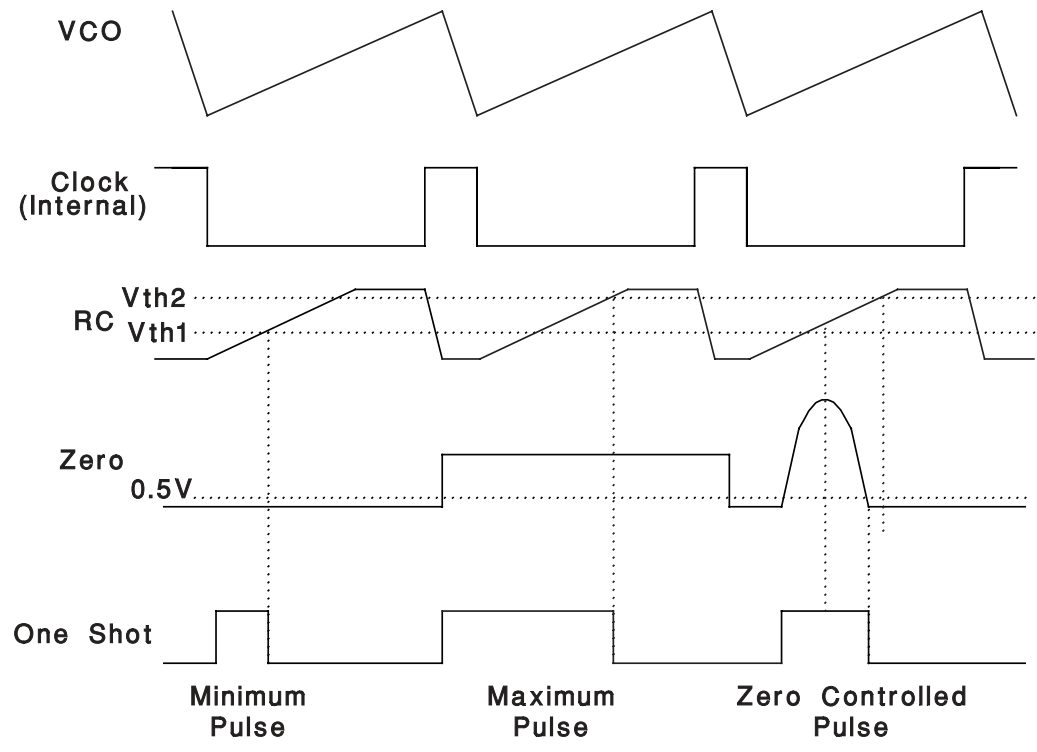 VCO
Clock
(Internal)
Vth2
RC
Vth1
Zero
0.5V
One Shot
Minimum
Pulse
Maximum
Pulse
Zero Controlled
Pulse